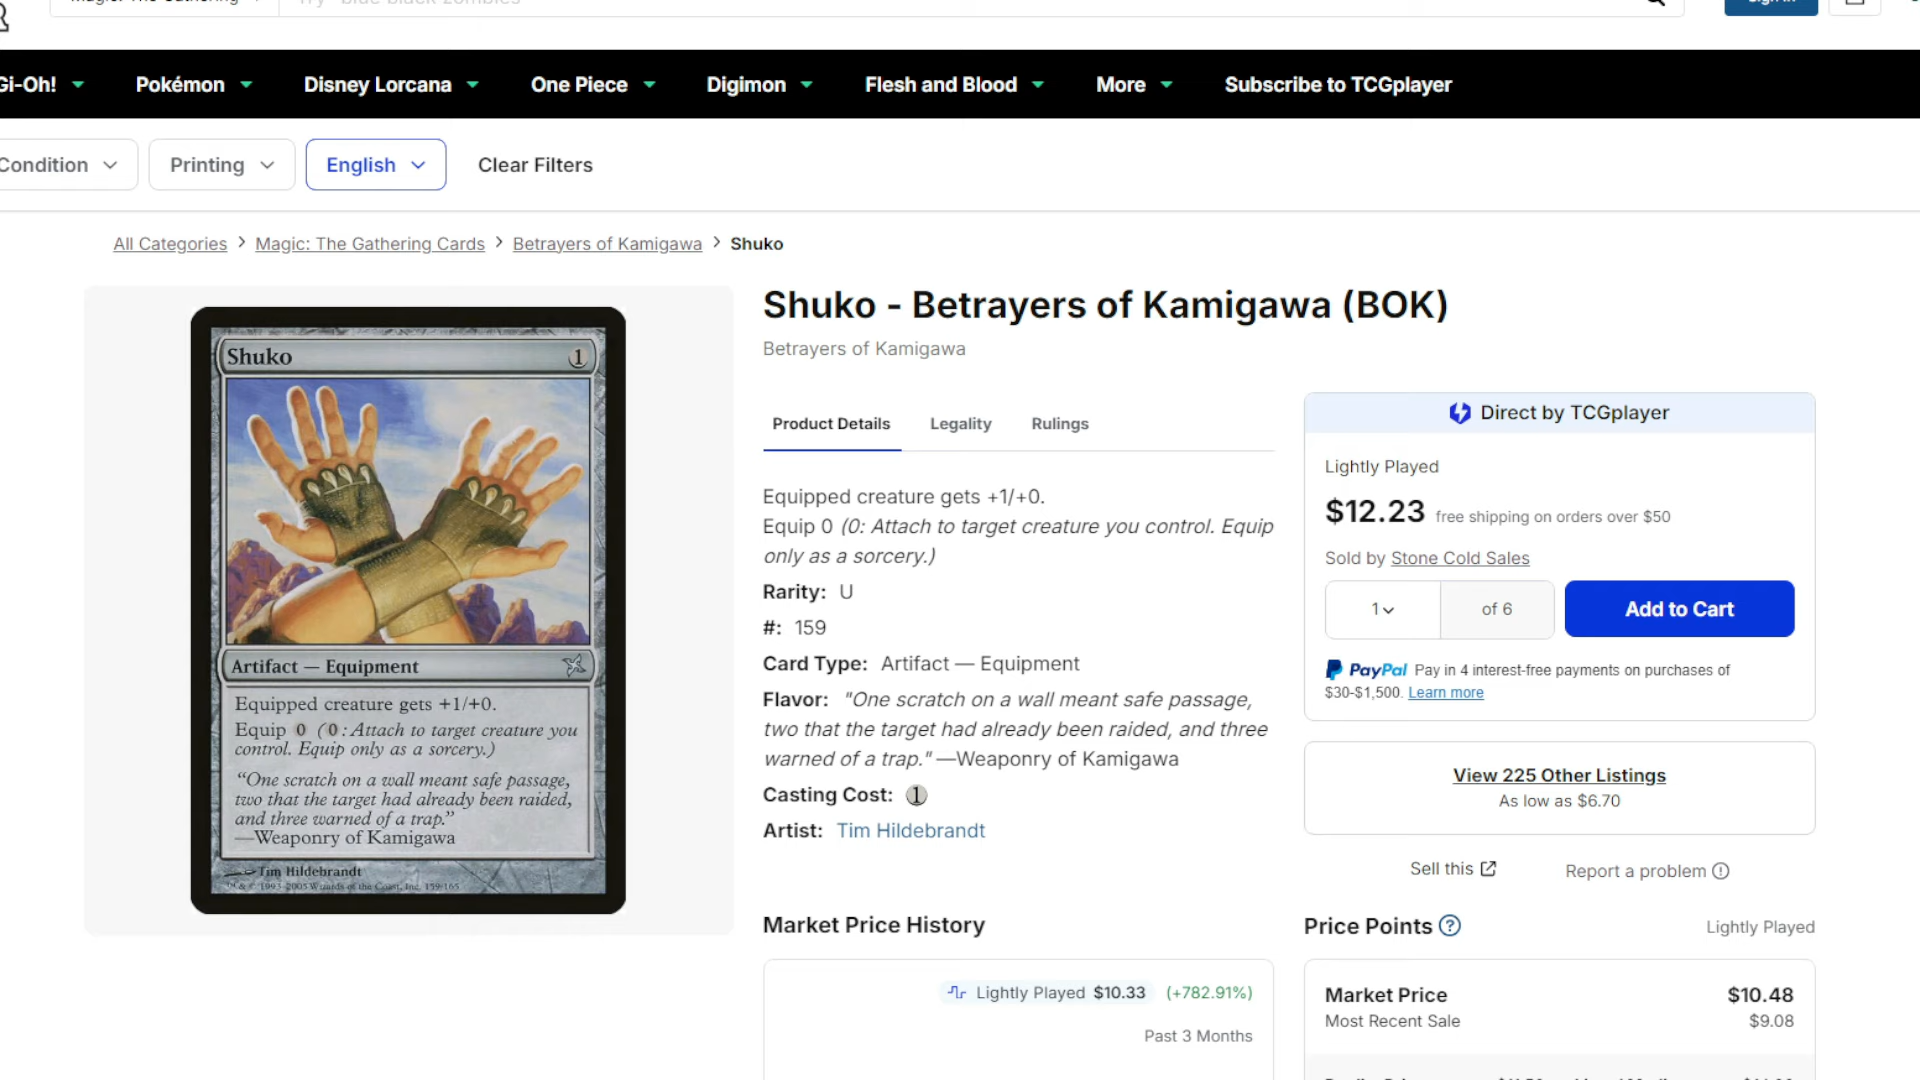 Gi-Oh!
Pokémon
Disney Lorcana
One Piece
Digimon
Flesh and Blood
More
Subscribe to TCGplayer
Condition
Printing
English
Clear Filters
All Categories > Magic: The Gathering Cards > Betrayers of Kamigawa > Shuko
Shuko 1
Artifact — Equipment
Equipped creature gets +1/+0.
Equip 0 (0: Attach to target creature you
control. Equip only as a sorcery.)
“One scratch on a wall meant safe passage,
two that the target had already been raided,
and three warned of a trap.”
—Weaponry of Kamigawa
Tim Hildebrandt
™ & © 1993–2005 Wizards of the Coast, Inc. 159/165
Shuko - Betrayers of Kamigawa (BOK)
Betrayers of Kamigawa
Product Details
Legality
Rulings
Equipped creature gets +1/+0.
Equip 0 (0: Attach to target creature you control. Equip
only as a sorcery.)
Rarity: U
#: 159
Card Type: Artifact — Equipment
Flavor: "One scratch on a wall meant safe passage,
two that the target had already been raided, and three
warned of a trap." —Weaponry of Kamigawa
Casting Cost: 1
Artist: Tim Hildebrandt
Direct by TCGplayer
Lightly Played
$12.23 free shipping on orders over $50
Sold by Stone Cold Sales
1 of 6
Add to Cart
PayPal Pay in 4 interest-free payments on purchases of
$30-$1,500. Learn more
View 225 Other Listings
As low as $6.70
Sell this
Report a problem
Market Price History
Lightly Played $10.33 (+782.91%)
Past 3 Months
Price Points ?
Lightly Played
Market Price $10.48
Most Recent Sale $9.08